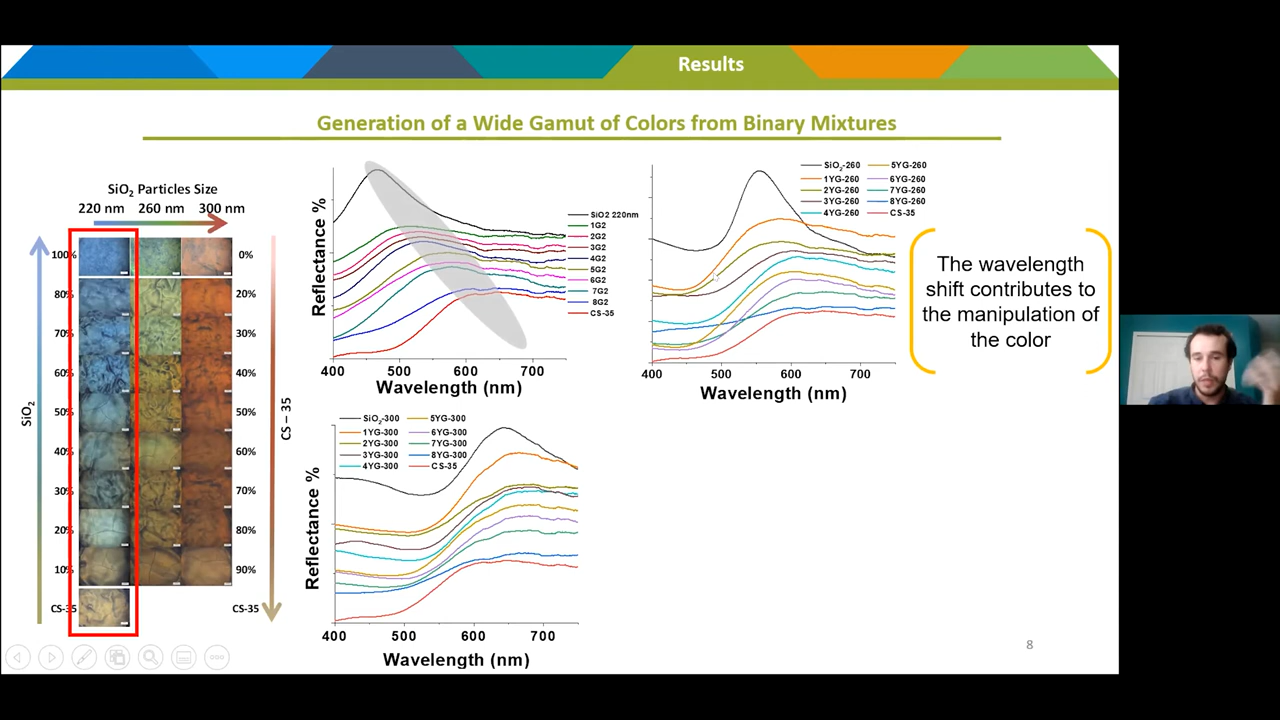 Results
Generation of a Wide Gamut of Colors from Binary Mixtures
SiO2 Particles Size
220 nm 260 nm 300 nm
100% 0%
80% 20%
70% 30%
60% 40%
50% 50%
40% 60%
30% 70%
20% 80%
10% 90%
CS-35 CS-35
SiO2
CS – 35
Reflectance %
SiO2 220nm
1G2
2G2
3G2
4G2
5G2
6G2
7G2
8G2
CS-35
400 500 600 700
Wavelength (nm)
SiO2-260 5YG-260
1YG-260 6YG-260
2YG-260 7YG-260
3YG-260 8YG-260
4YG-260 CS-35
Reflectance %
400 500 600 700
Wavelength (nm)
The wavelength
shift contributes to
the manipulation of
the color
SiO2-300 5YG-300
1YG-300 6YG-300
2YG-300 7YG-300
3YG-300 8YG-300
4YG-300 CS-35
Reflectance %
400 500 600 700
Wavelength (nm)
8